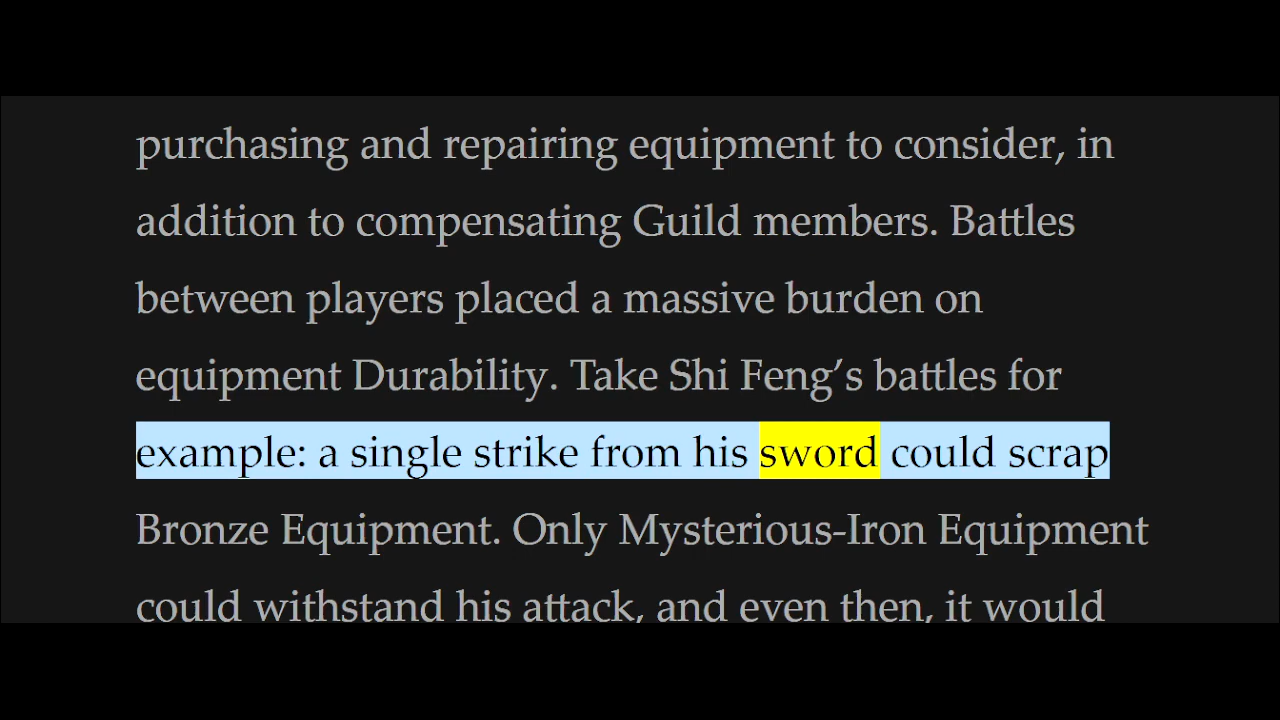 purchasing and repairing equipment to consider, in
addition to compensating Guild members. Battles
between players placed a massive burden on
equipment Durability. Take Shi Feng’s battles for
example: a single strike from his sword could scrap
Bronze Equipment. Only Mysterious-Iron Equipment
could withstand his attack, and even then, it would